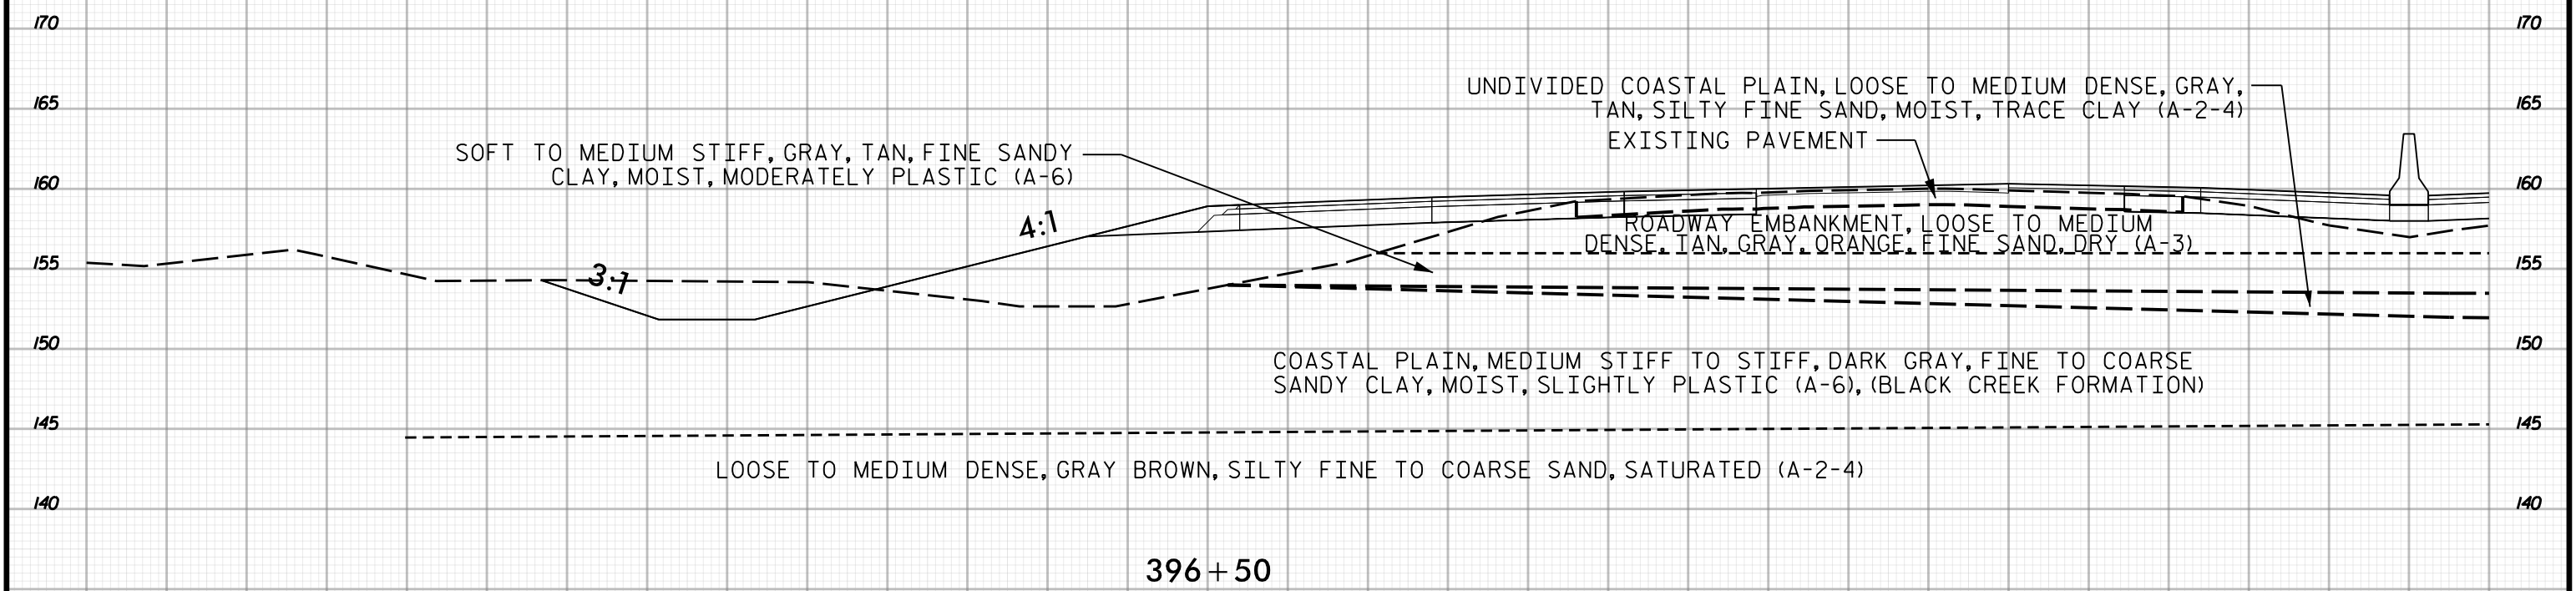 170 170
165 165
UNDIVIDED COASTAL PLAIN, LOOSE TO MEDIUM DENSE, GRAY,
TAN, SILTY FINE SAND, MOIST, TRACE CLAY (A-2-4)
EXISTING PAVEMENT
SOFT TO MEDIUM STIFF, GRAY, TAN, FINE SANDY
CLAY, MOIST, MODERATELY PLASTIC (A-6)
160 160
4:1
ROADWAY EMBANKMENT, LOOSE TO MEDIUM
DENSE, TAN, GRAY, ORANGE, FINE SAND, DRY (A-3)
155 155
3:1
150 150
COASTAL PLAIN, MEDIUM STIFF TO STIFF, DARK GRAY, FINE TO COARSE
SANDY CLAY, MOIST, SLIGHTLY PLASTIC (A-6), (BLACK CREEK FORMATION)
145 145
LOOSE TO MEDIUM DENSE, GRAY BROWN, SILTY FINE TO COARSE SAND, SATURATED (A-2-4)
140 140
396+50